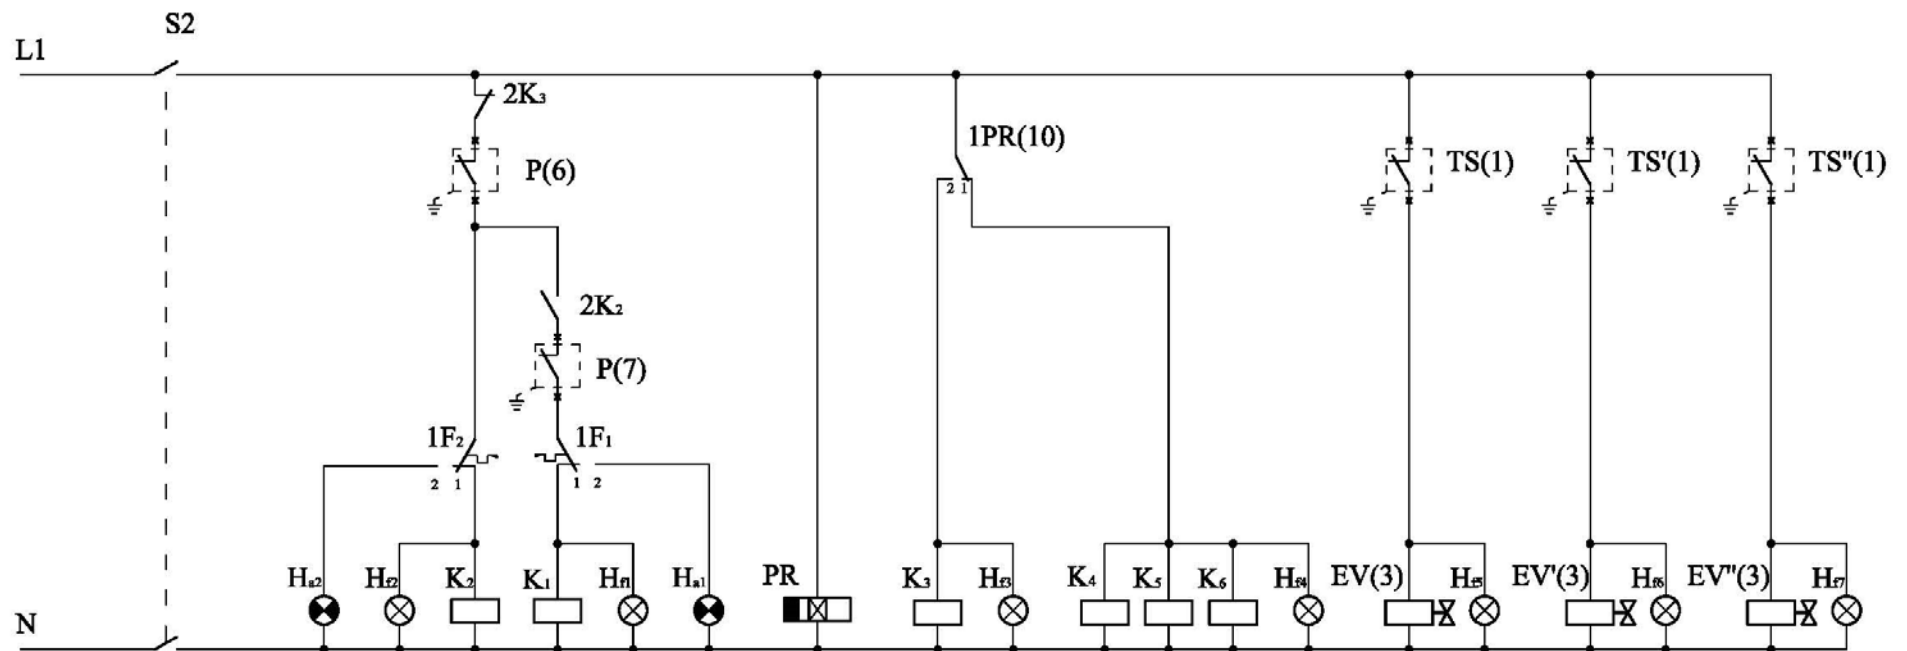 S2
L1
2K₃
1PR(10)
P(6)
TS(1)
TS'(1)
TS"(1)
2 1
2K₂
P(7)
1F₂
1F₁
2 1
1 2
Hₐ₂
Hf₂
K₂
K₁
Hf₁
Hₐ₁
PR
K₃
Hf₃
K₄
K₅
K₆
Hf₄
EV(3)
Hf₅
EV'(3)
Hf₆
EV"(3)
Hf₇
N